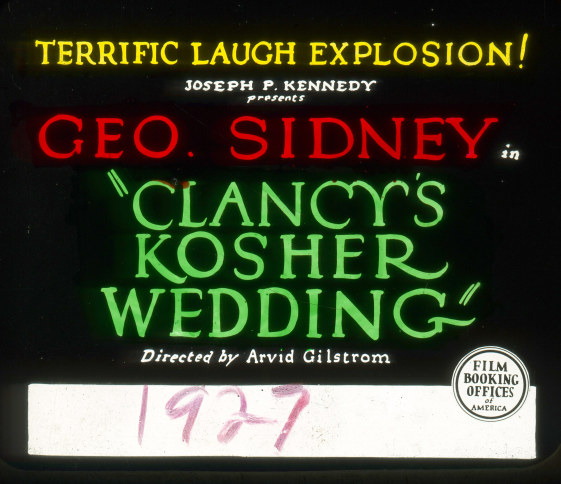 TERRIFIC LAUGH EXPLOSION!
JOSEPH P. KENNEDY
presents
GEO. SIDNEY in
"CLANCY'S
KOSHER
WEDDING"
Directed by Arvid Gilstrom
FILM
BOOKING
OFFICES
of
AMERICA
1927